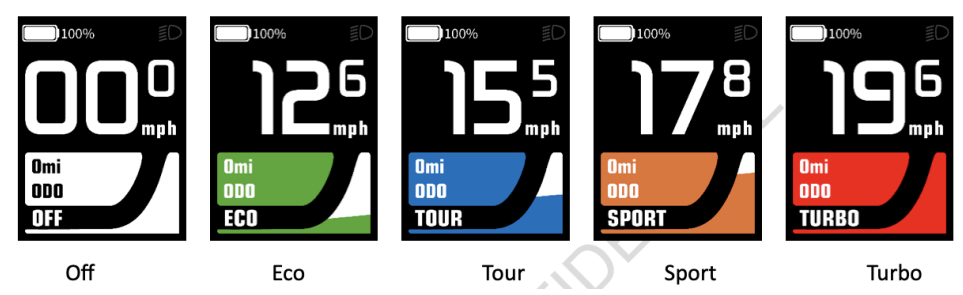 100%
00 0
mph
0mi
ODO
OFF
Off
100%
12 6
mph
0mi
ODO
ECO
Eco
100%
15 5
mph
0mi
ODO
TOUR
Tour
100%
17 8
mph
0mi
ODO
SPORT
Sport
100%
19 6
mph
0mi
ODO
TURBO
Turbo